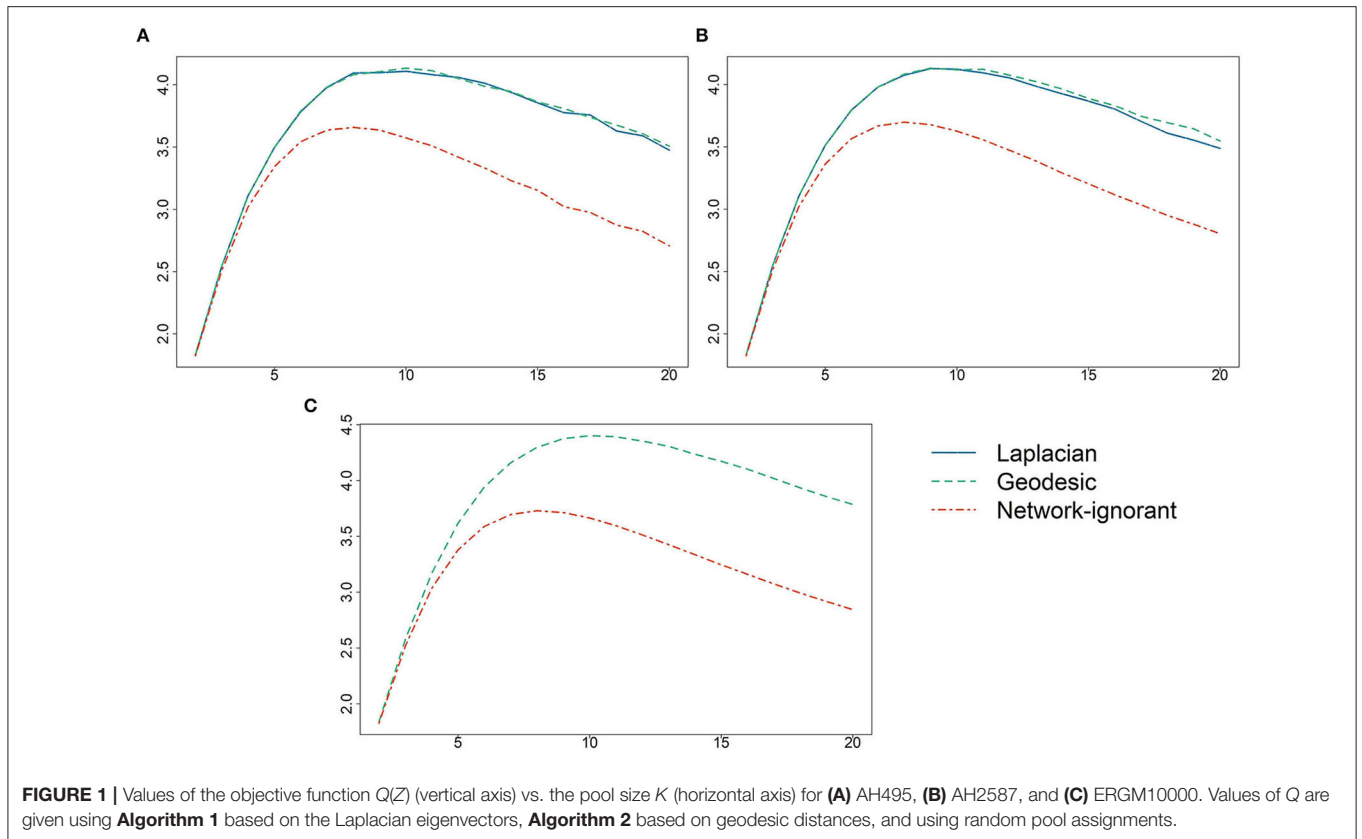 A
4.0
3.5
3.0
2.5
2.0
5 10 15 20
B
4.0
3.5
3.0
2.5
2.0
5 10 15 20
C
4.5
4.0
3.5
3.0
2.5
2.0
5 10 15 20
Laplacian
Geodesic
Network-ignorant
FIGURE 1 | Values of the objective function Q(Z) (vertical axis) vs. the pool size K (horizontal axis) for (A) AH495, (B) AH2587, and (C) ERGM10000. Values of Q are
given using Algorithm 1 based on the Laplacian eigenvectors, Algorithm 2 based on geodesic distances, and using random pool assignments.